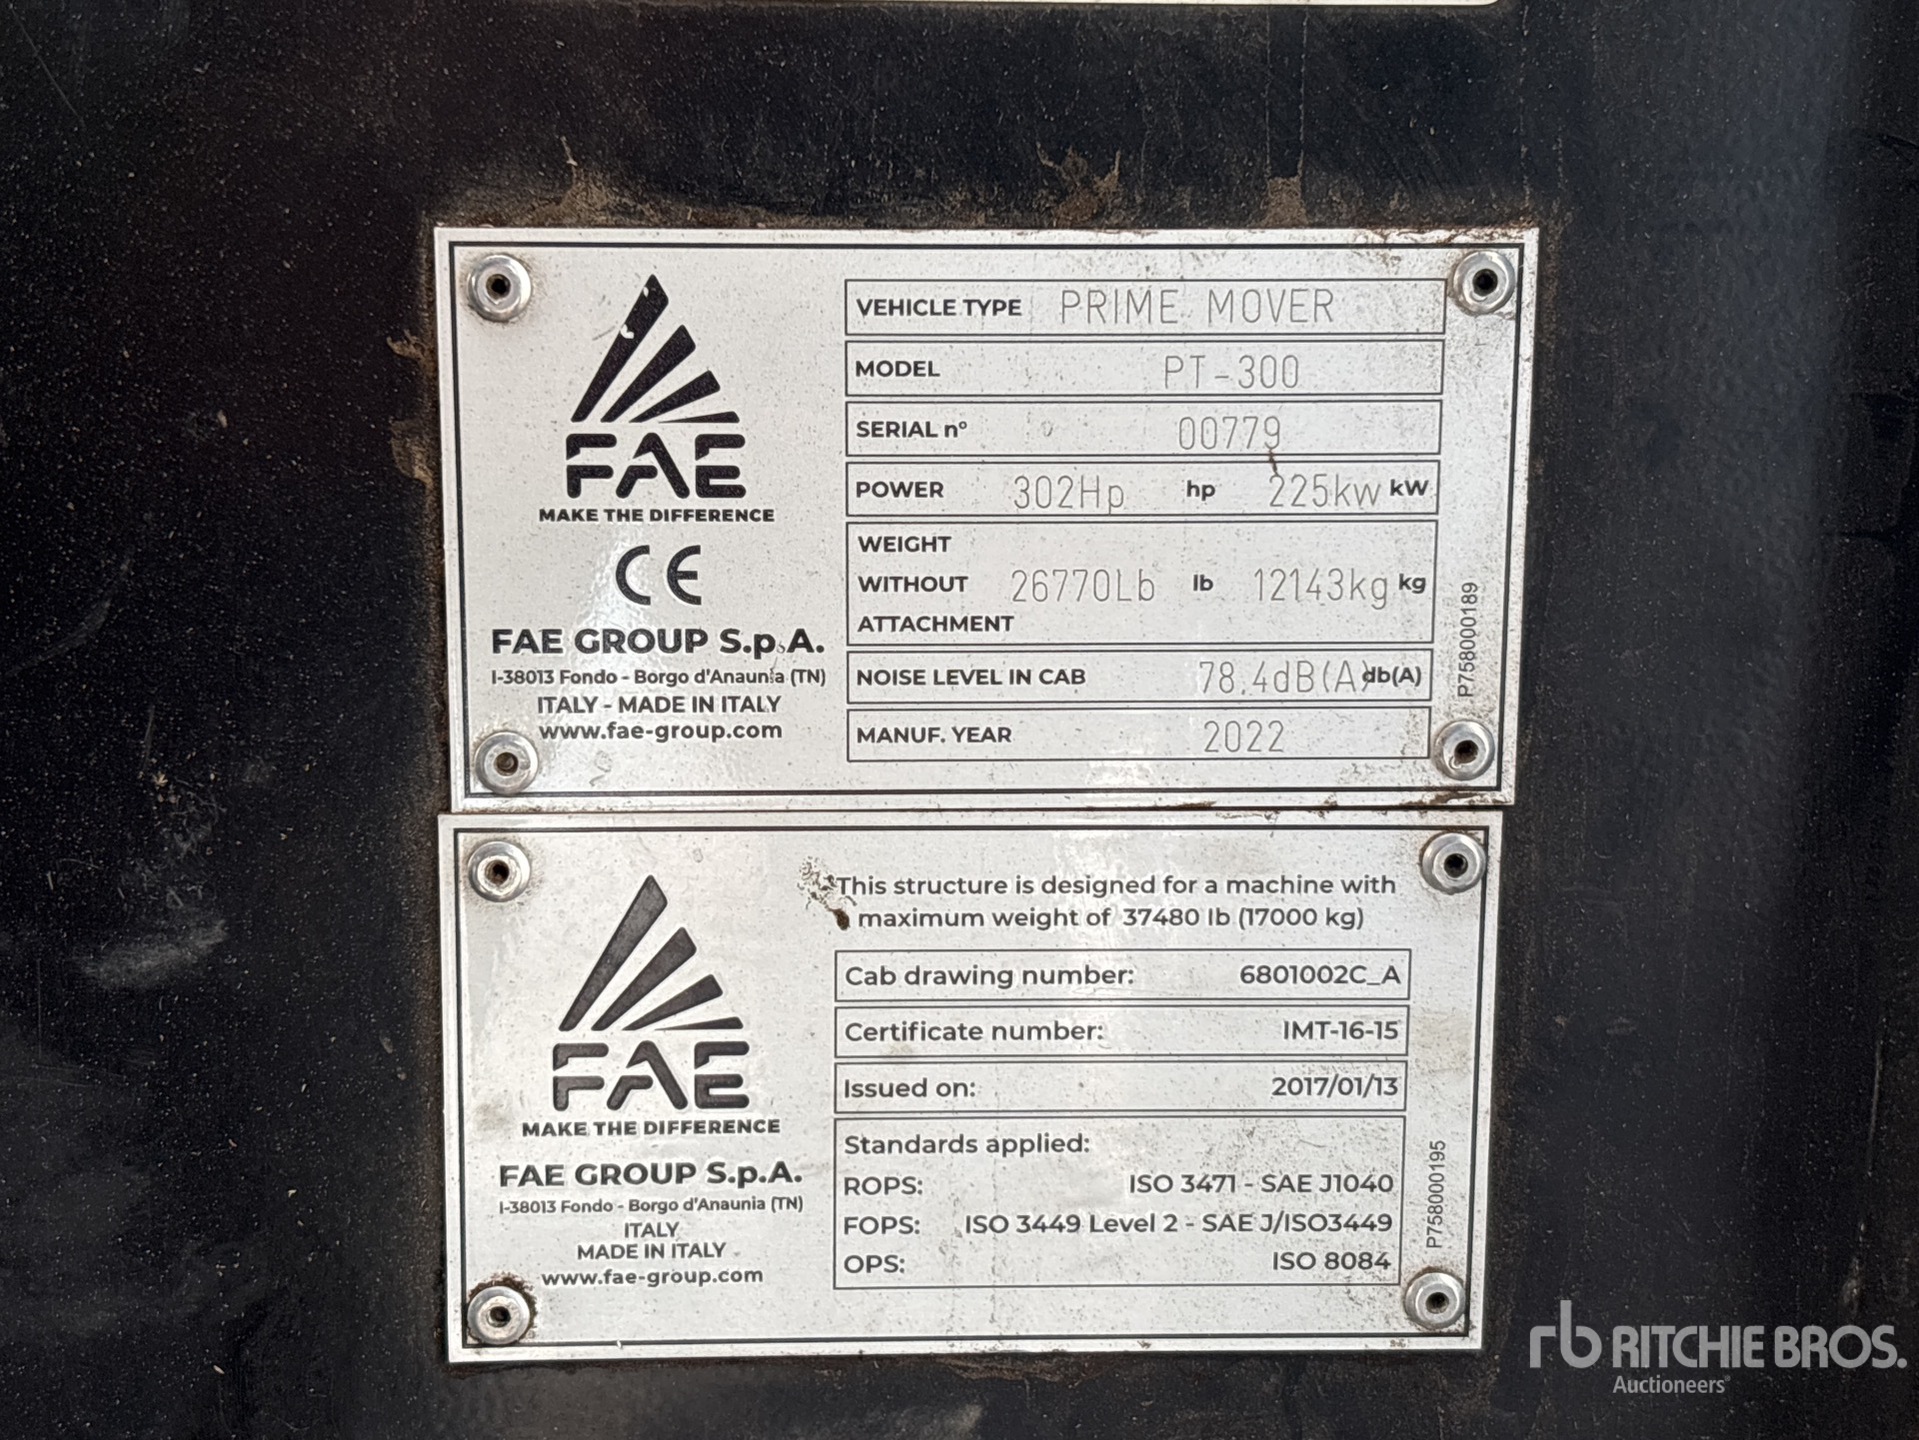 FAE
MAKE THE DIFFERENCE
CE
FAE GROUP S.p.A.
I-38013 Fondo - Borgo d'Anaunia (TN)
ITALY - MADE IN ITALY
www.fae-group.com
VEHICLE TYPE PRIME MOVER
MODEL PT-300
SERIAL n° 00779
POWER 302Hp hp 225kw kW
WEIGHT
WITHOUT 26770Lb lb 12143kg kg
ATTACHMENT
NOISE LEVEL IN CAB 78.4dB(A) db(A)
MANUF. YEAR 2022
P758000189
FAE
MAKE THE DIFFERENCE
FAE GROUP S.p.A.
I-38013 Fondo - Borgo d'Anaunia (TN)
ITALY
MADE IN ITALY
www.fae-group.com
This structure is designed for a machine with
maximum weight of 37480 lb (17000 kg)
Cab drawing number: 6801002C_A
Certificate number: IMT-16-15
Issued on: 2017/01/13
Standards applied:
ROPS: ISO 3471 - SAE J1040
FOPS: ISO 3449 Level 2 - SAE J/ISO3449
OPS: ISO 8084
P758000195
rb RITCHIE BROS.
Auctioneers